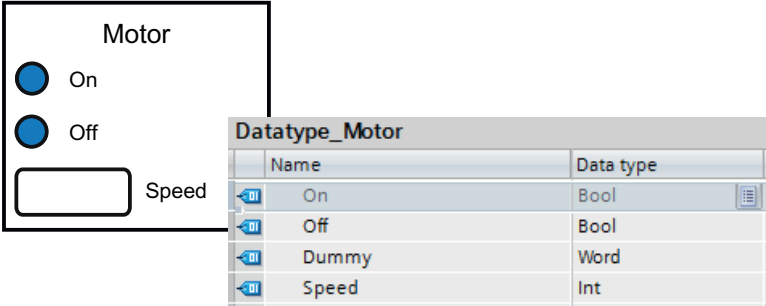 Motor
On
Off
Speed
Datatype_Motor
Name Data type
On Bool
Off Bool
Dummy Word
Speed Int